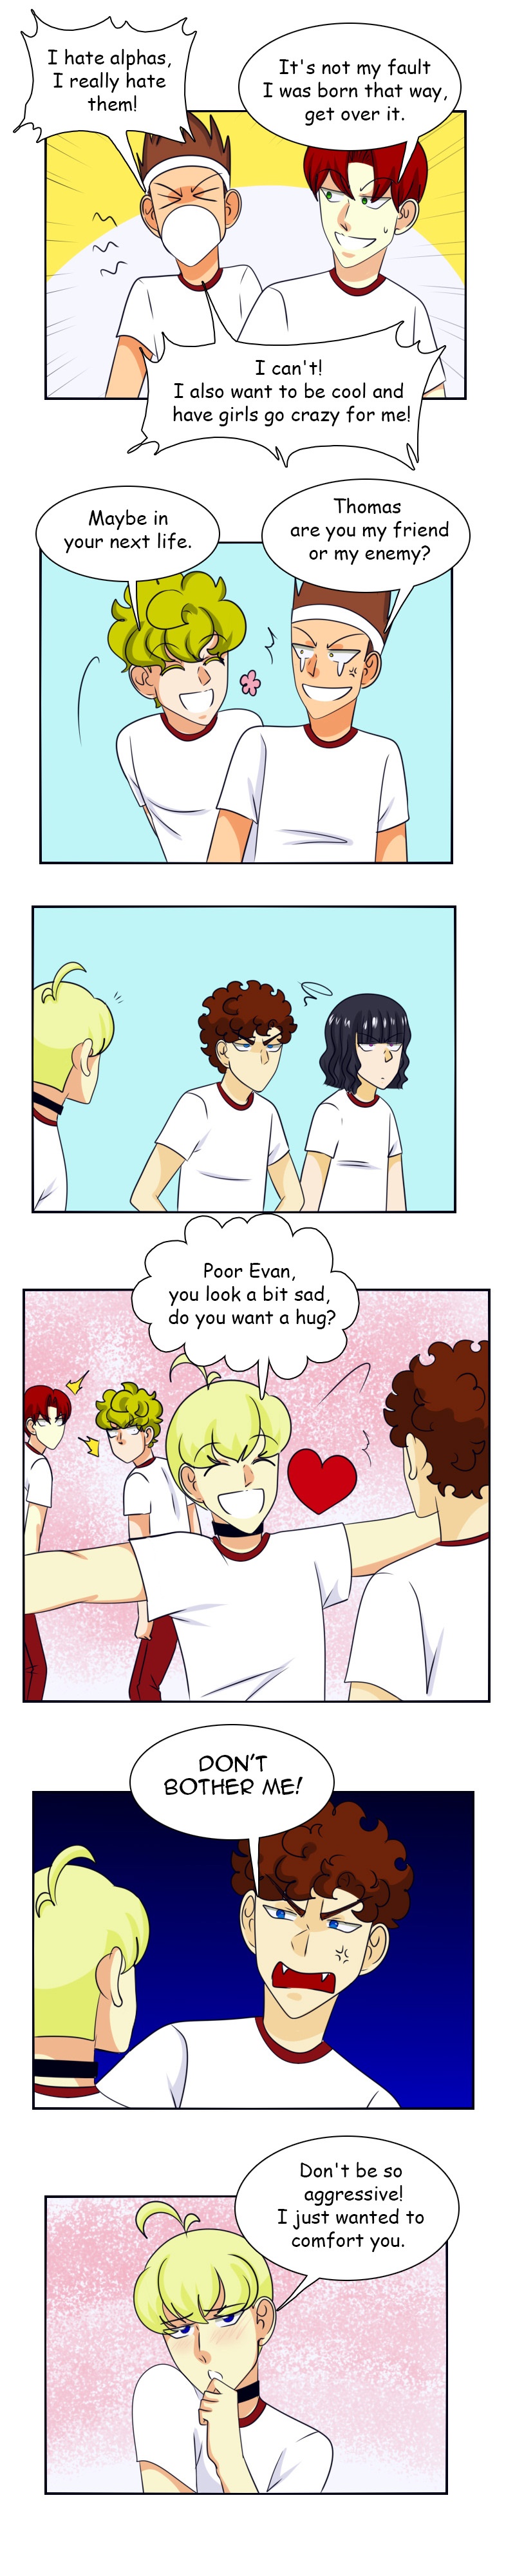 I hate alphas,
I really hate
them!
It's not my fault
I was born that way,
get over it.
I can't!
I also want to be cool and
have girls go crazy for me!
Maybe in
your next life.
Thomas
are you my friend
or my enemy?
Poor Evan,
you look a bit sad,
do you want a hug?
DON'T
BOTHER ME!
Don't be so
aggressive!
I just wanted to
comfort you.